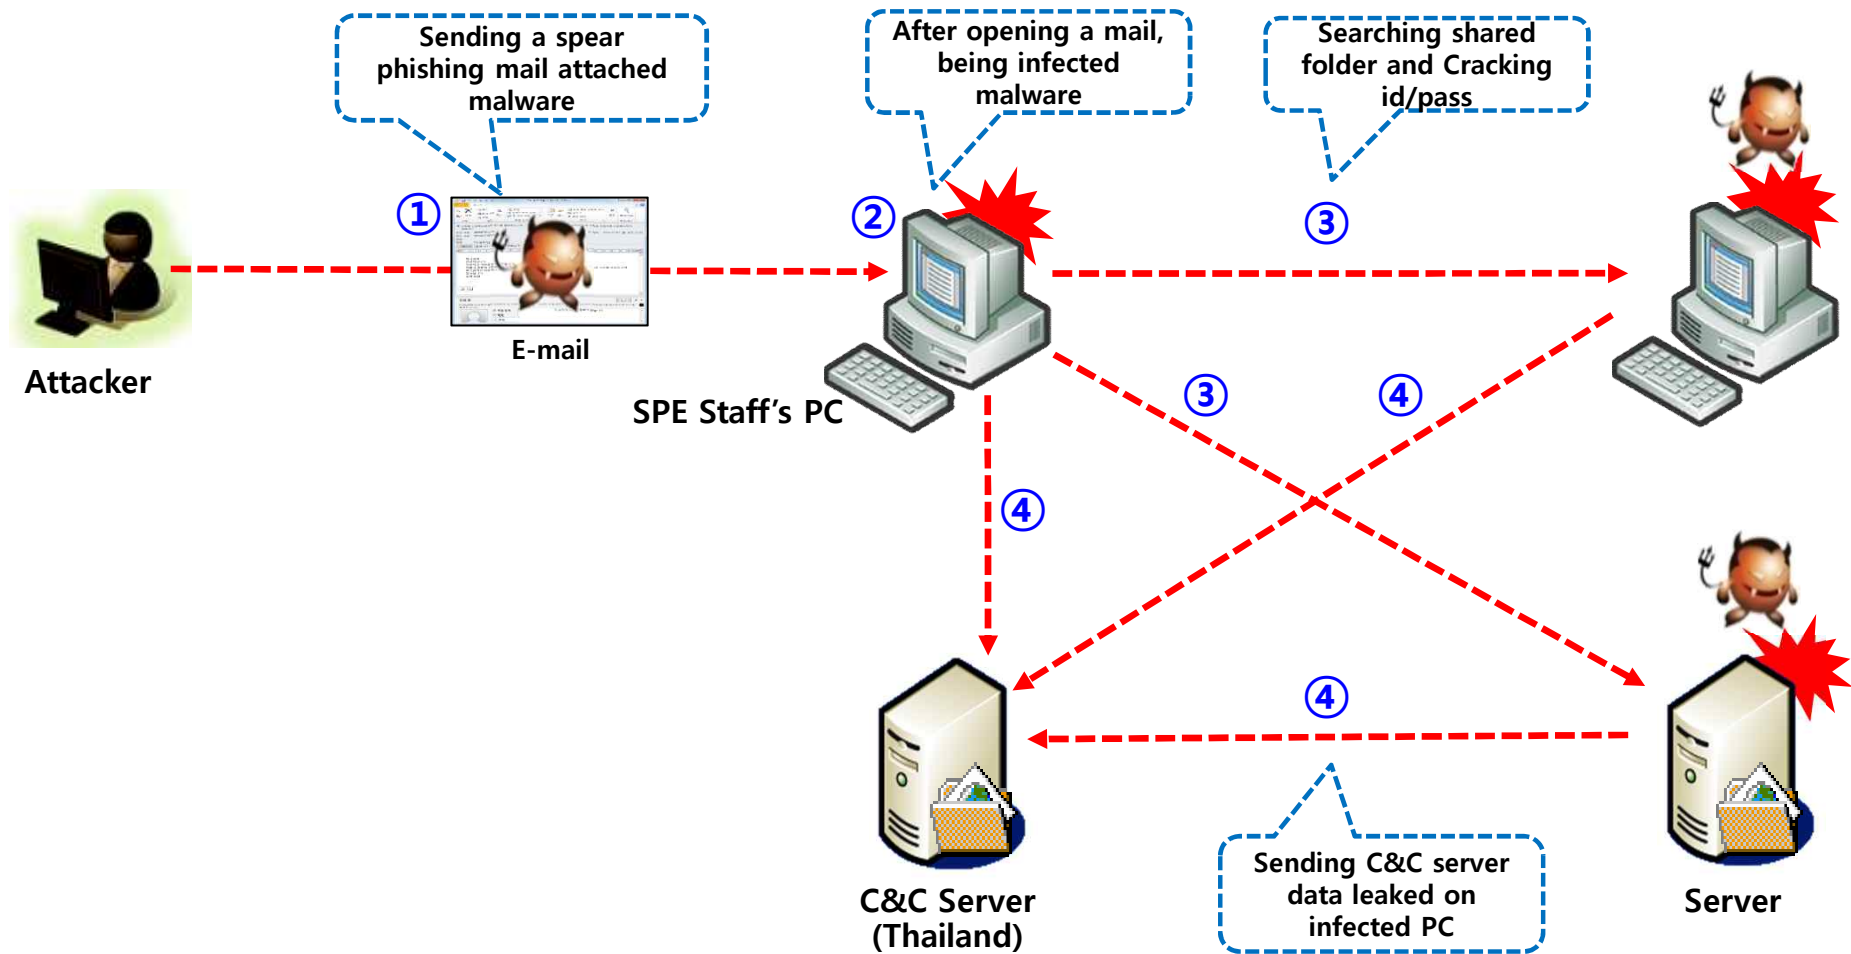 Sending a spear
phishing mail attached
malware
After opening a mail,
being infected
malware
Searching shared
folder and Cracking
id/pass
①
②
③
E-mail
Attacker
SPE Staff's PC
③
④
④
④
C&C Server
(Thailand)
Sending C&C server
data leaked on
infected PC
Server